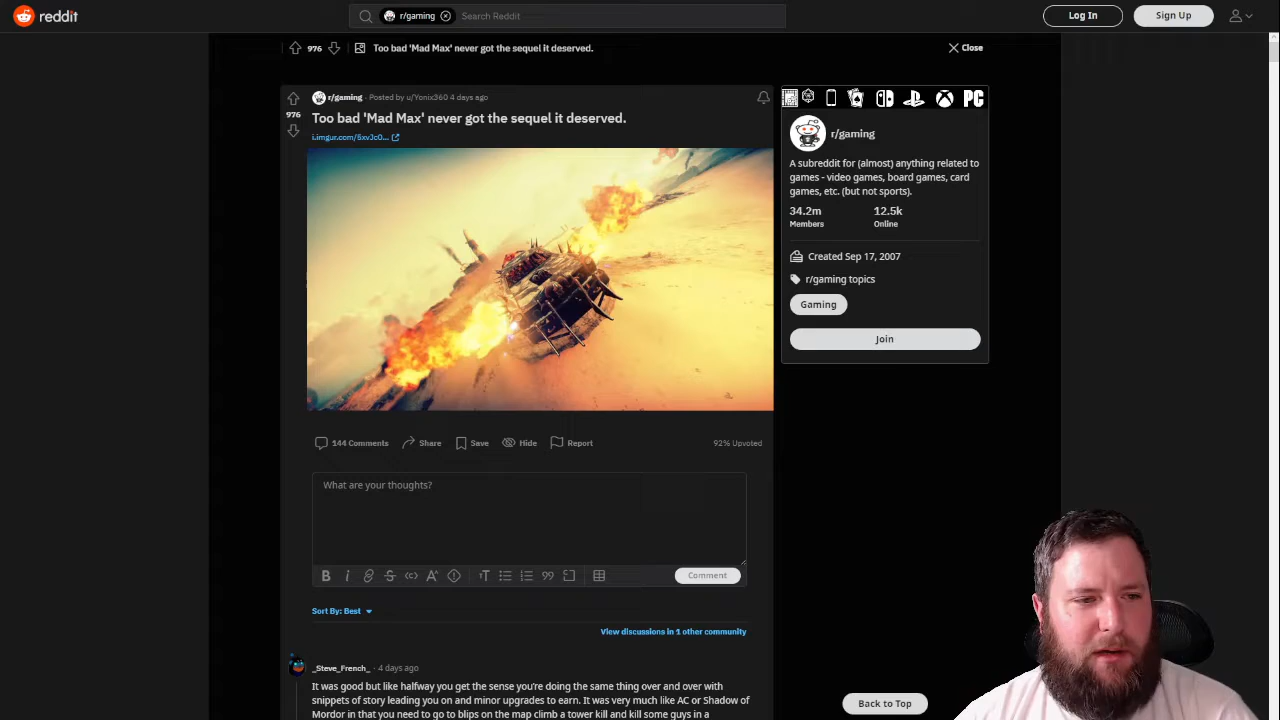 reddit
r/gaming
Search Reddit
Log In
Sign Up
976
Too bad 'Mad Max' never got the sequel it deserved.
Close
r/gaming · Posted by u/Yonix360 4 days ago
976
Too bad 'Mad Max' never got the sequel it deserved.
i.imgur.com/5xvJcO...
144 Comments
Share
Save
Hide
Report
92% Upvoted
What are your thoughts?
Comment
Sort By: Best
View discussions in 1 other community
_Steve_French_ · 4 days ago
It was good but like halfway you get the sense you're doing the same thing over and over with
snippets of story leading you on and minor upgrades to earn. It was very much like AC or Shadow of
Mordor in that you need to go to blips on the map climb a tower kill and kill some guys in a
PC
r/gaming
A subreddit for (almost) anything related to
games - video games, board games, card
games, etc. (but not sports).
34.2m
Members
12.5k
Online
Created Sep 17, 2007
r/gaming topics
Gaming
Join
Back to Top